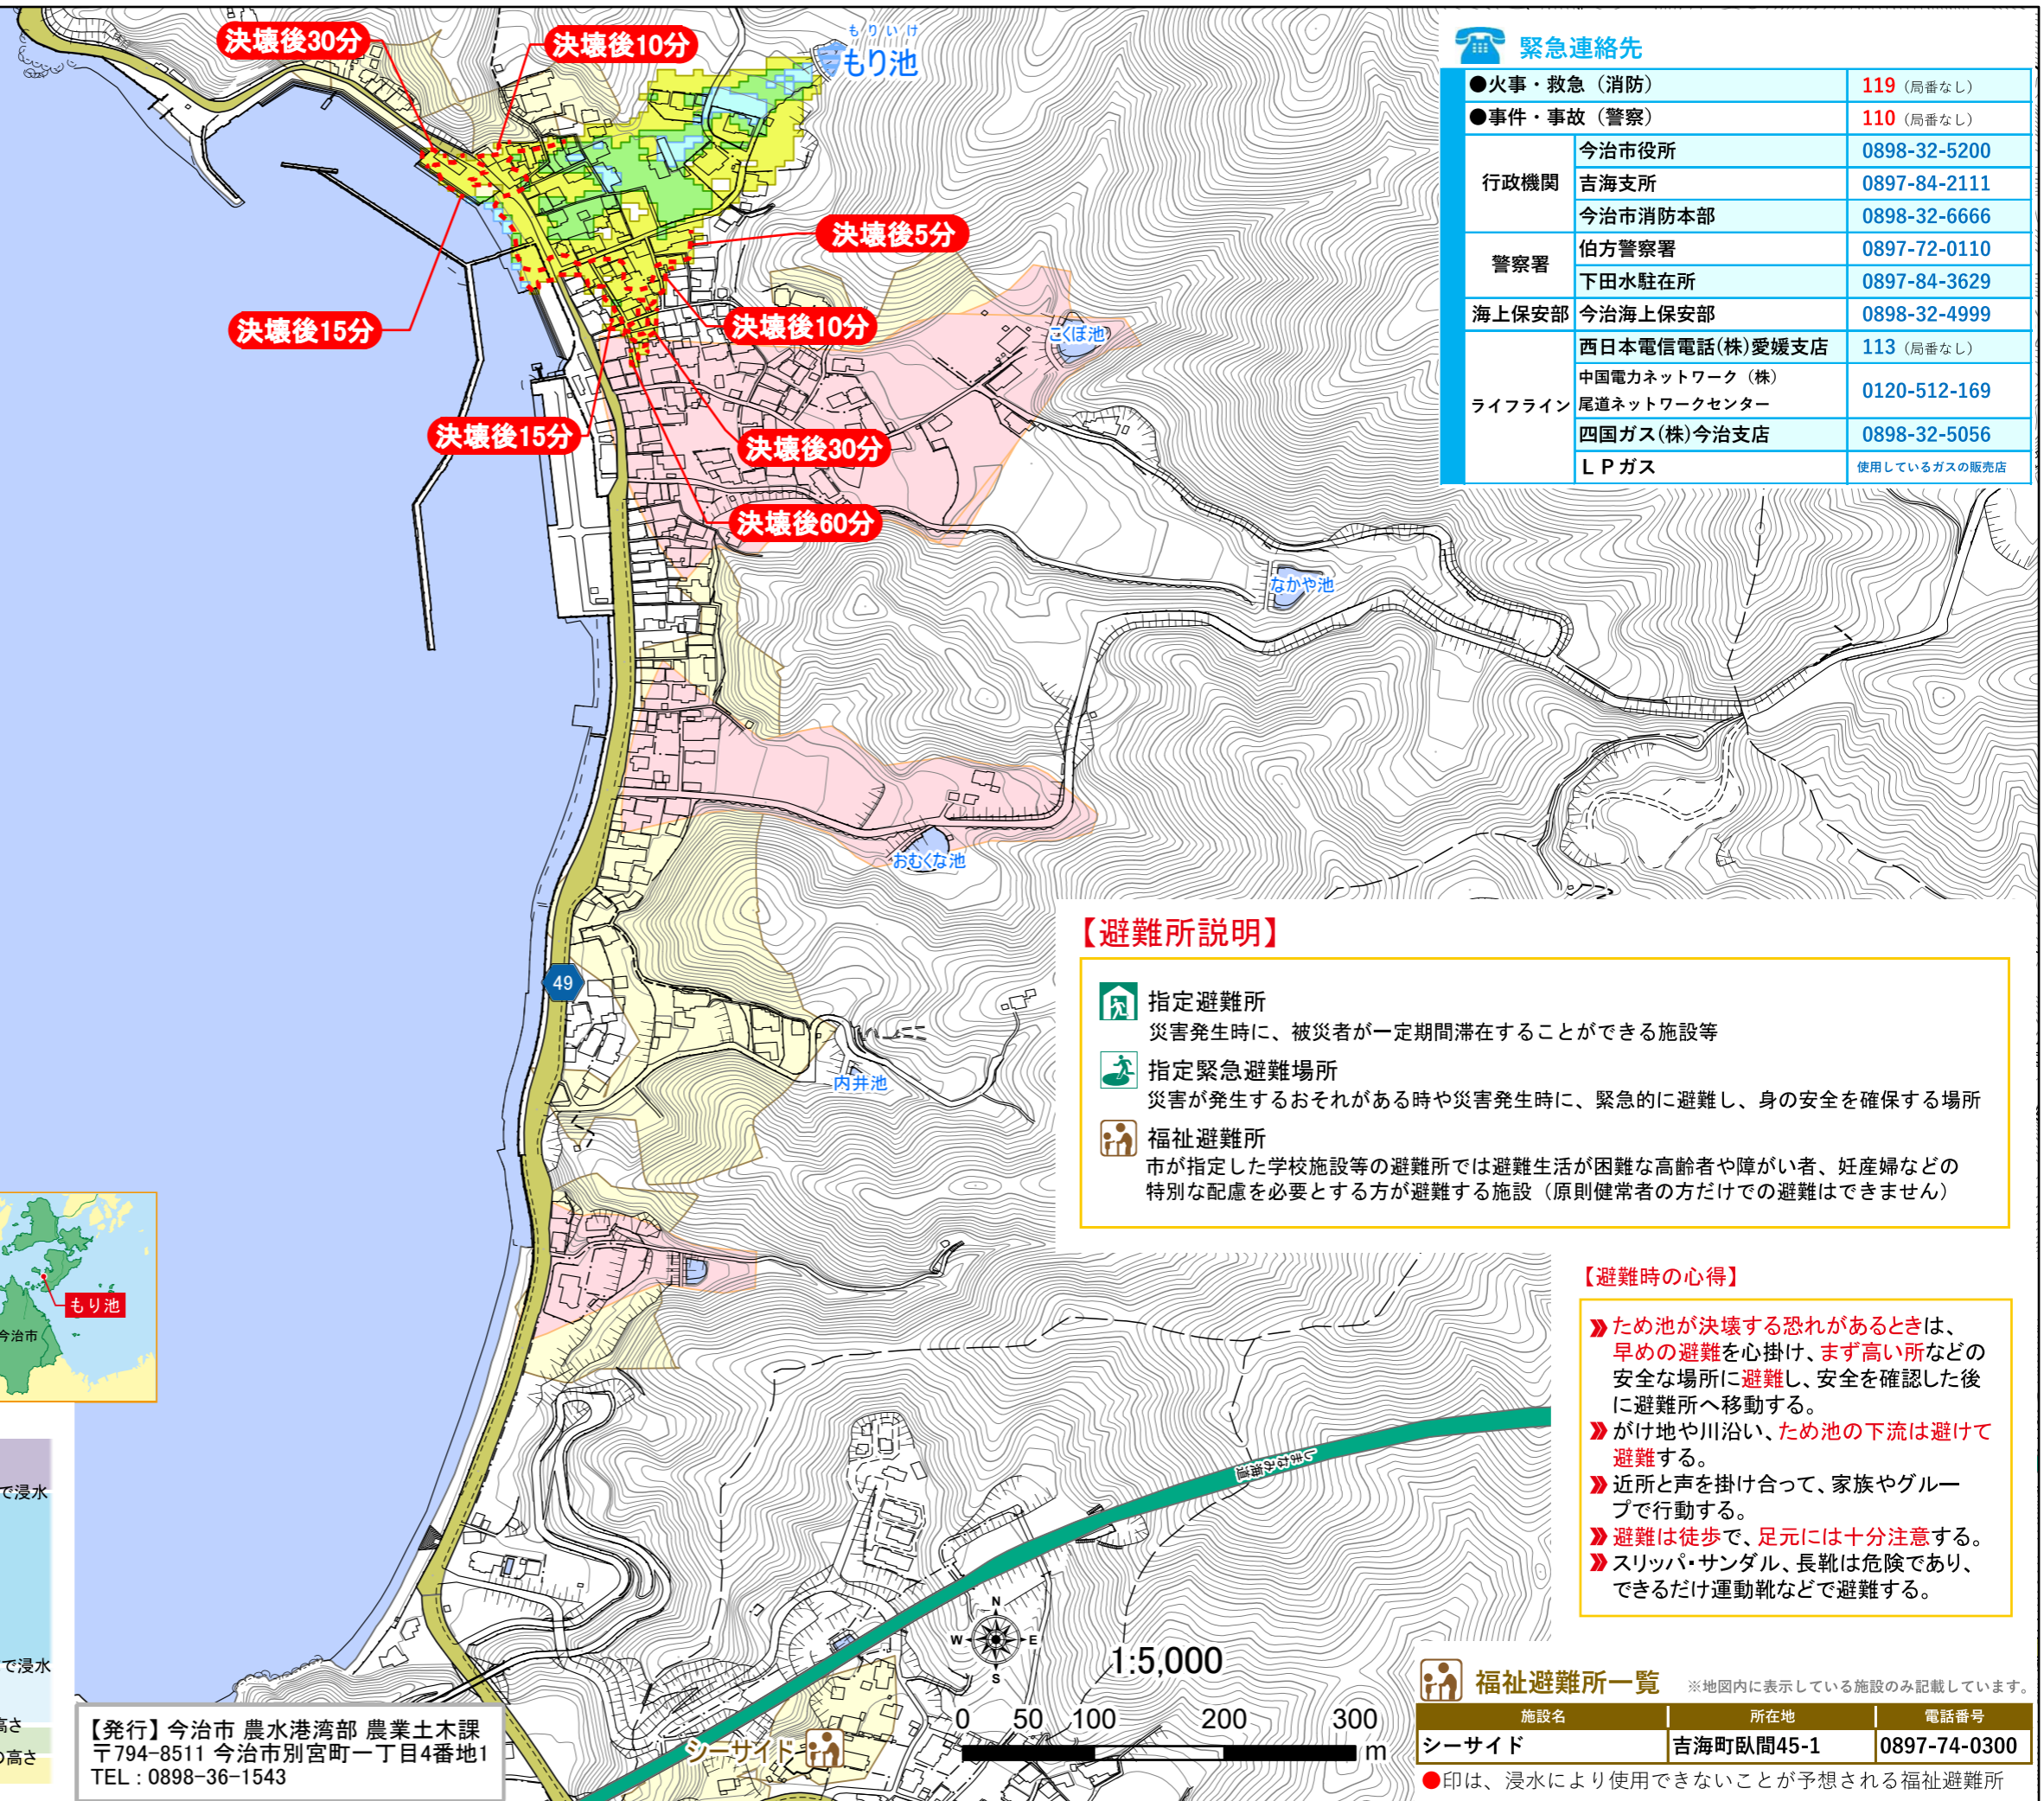 決壊後30分
決壊後10分
もりいけ
もり池
決壊後5分
決壊後15分
決壊後10分
こくぼ池
決壊後15分
決壊後30分
決壊後60分
なかや池
おむくな池
49
内井池
しまなみ海道
シーサイド
緊急連絡先
●火事・救急（消防） 119（局番なし）
●事件・事故（警察） 110（局番なし）
行政機関
今治市役所 0898-32-5200
吉海支所 0897-84-2111
今治市消防本部 0898-32-6666
警察署
伯方警察署 0897-72-0110
下田水駐在所 0897-84-3629
海上保安部 今治海上保安部 0898-32-4999
ライフライン
西日本電信電話(株)愛媛支店 113（局番なし）
中国電力ネットワーク（株）
尾道ネットワークセンター 0120-512-169
四国ガス(株)今治支店 0898-32-5056
ＬＰガス 使用しているガスの販売店
【避難所説明】
指定避難所
災害発生時に、被災者が一定期間滞在することができる施設等
指定緊急避難場所
災害が発生するおそれがある時や災害発生時に、緊急的に避難し、身の安全を確保する場所
福祉避難所
市が指定した学校施設等の避難所では避難生活が困難な高齢者や障がい者、妊産婦などの
特別な配慮を必要とする方が避難する施設（原則健常者の方だけでの避難はできません）
【避難時の心得】
ため池が決壊する恐れがあるときは、
早めの避難を心掛け、まず高い所などの
安全な場所に避難し、安全を確認した後
に避難所へ移動する。
がけ地や川沿い、ため池の下流は避けて
避難する。
近所と声を掛け合って、家族やグルー
プで行動する。
避難は徒歩で、足元には十分注意する。
スリッパ・サンダル、長靴は危険であり、
できるだけ運動靴などで避難する。
もり池
今治市
で浸水
で浸水
高さ
の高さ
【発行】今治市 農水港湾部 農業土木課
〒794-8511 今治市別宮町一丁目4番地1
TEL：0898-36-1543
N
W E
S
1:5,000
0 50 100 200 300
m
福祉避難所一覧 ※地図内に表示している施設のみ記載しています。
施設名 所在地 電話番号
シーサイド 吉海町臥間45-1 0897-74-0300
●印は、浸水により使用できないことが予想される福祉避難所